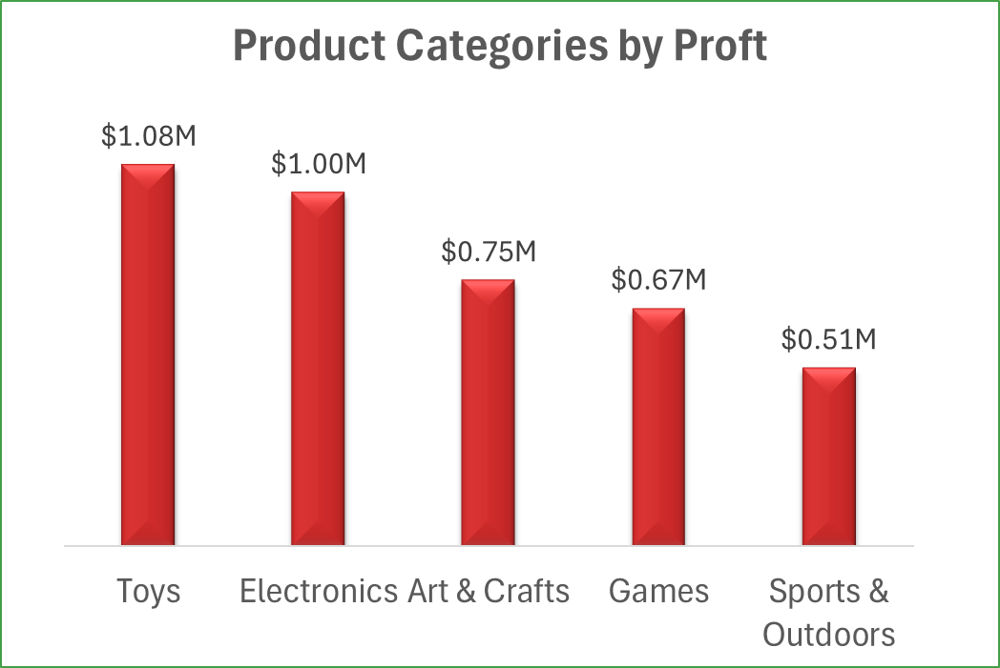 Product Categories by Proft
$1.08M
$1.00M
$0.75M
$0.67M
$0.51M
Toys
Electronics
Art & Crafts
Games
Sports &
Outdoors